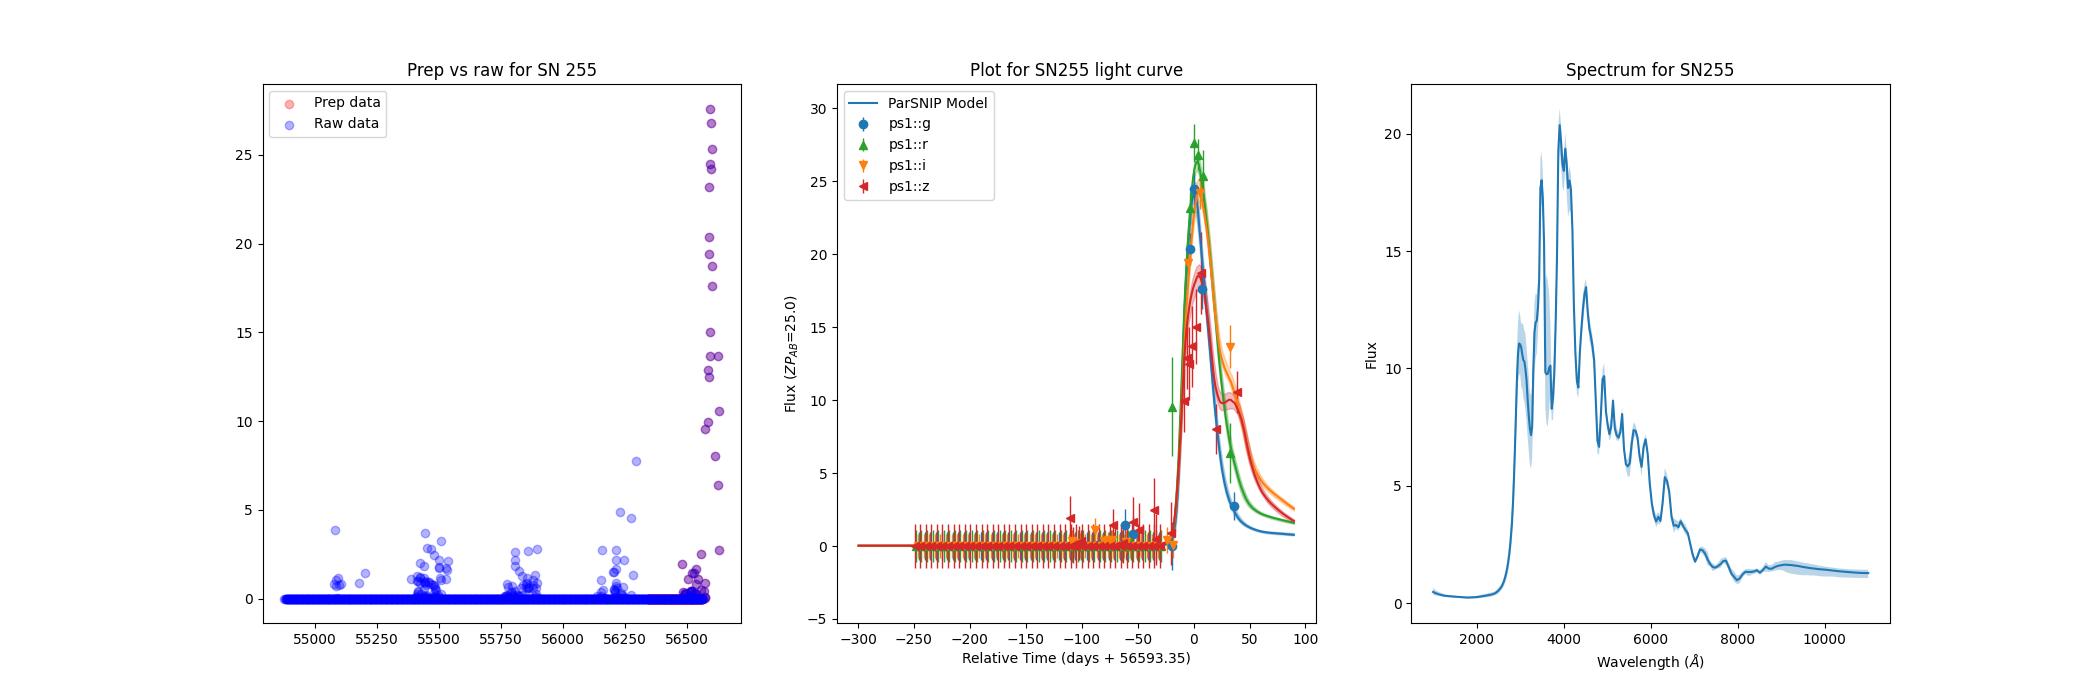 Prep vs raw for SN 255
Prep data
Raw data
25
20
15
10
5
0
55000 55250 55500 55750 56000 56250 56500
Plot for SN255 light curve
ParSNIP Model
ps1::g
ps1::r
ps1::i
ps1::z
30
25
20
15
10
5
0
−5
Flux (ZP_AB=25.0)
−300 −250 −200 −150 −100 −50 0 50 100
Relative Time (days + 56593.35)
Spectrum for SN255
20
15
10
5
0
Flux
2000 4000 6000 8000 10000
Wavelength (Å)